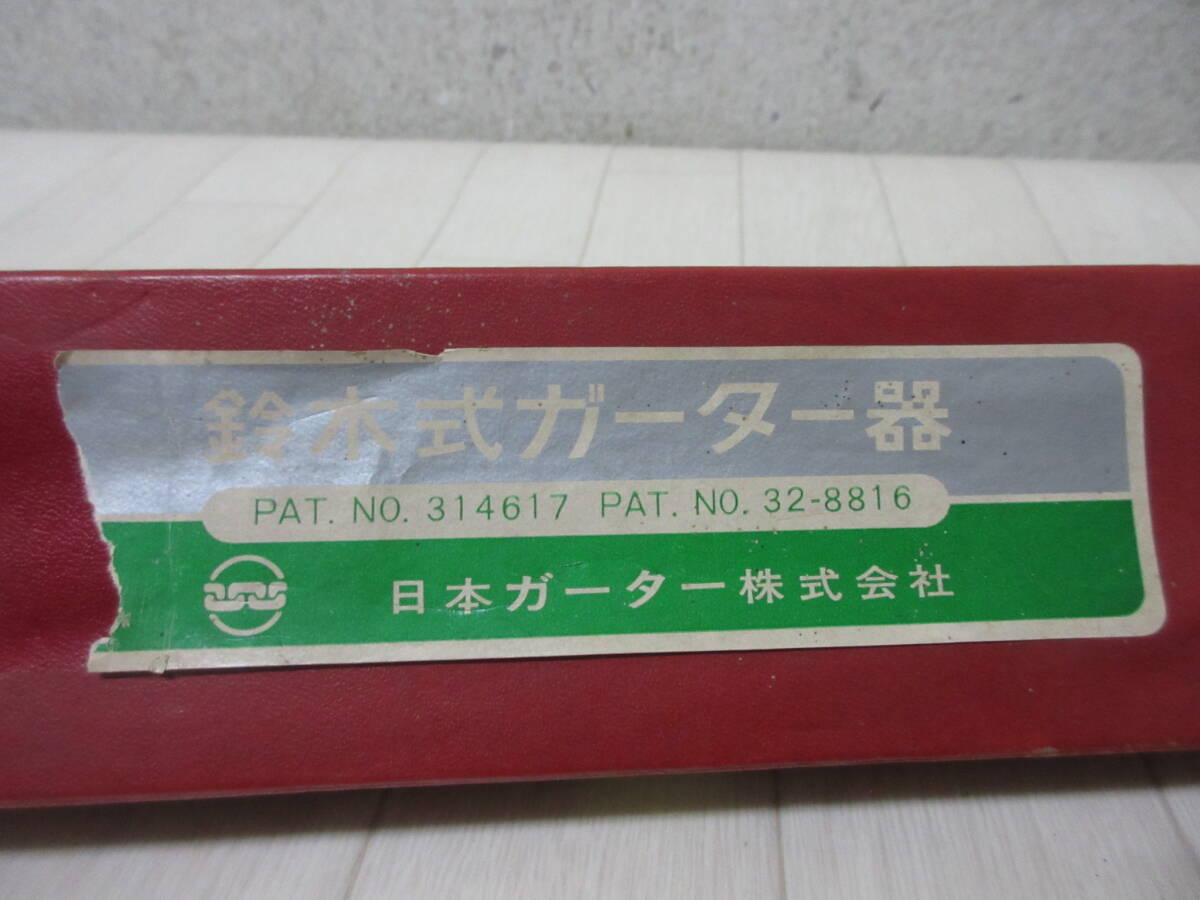 鈴木式ガーター器
PAT. NO. 314617 PAT. NO. 32-8816
日本ガーター株式会社